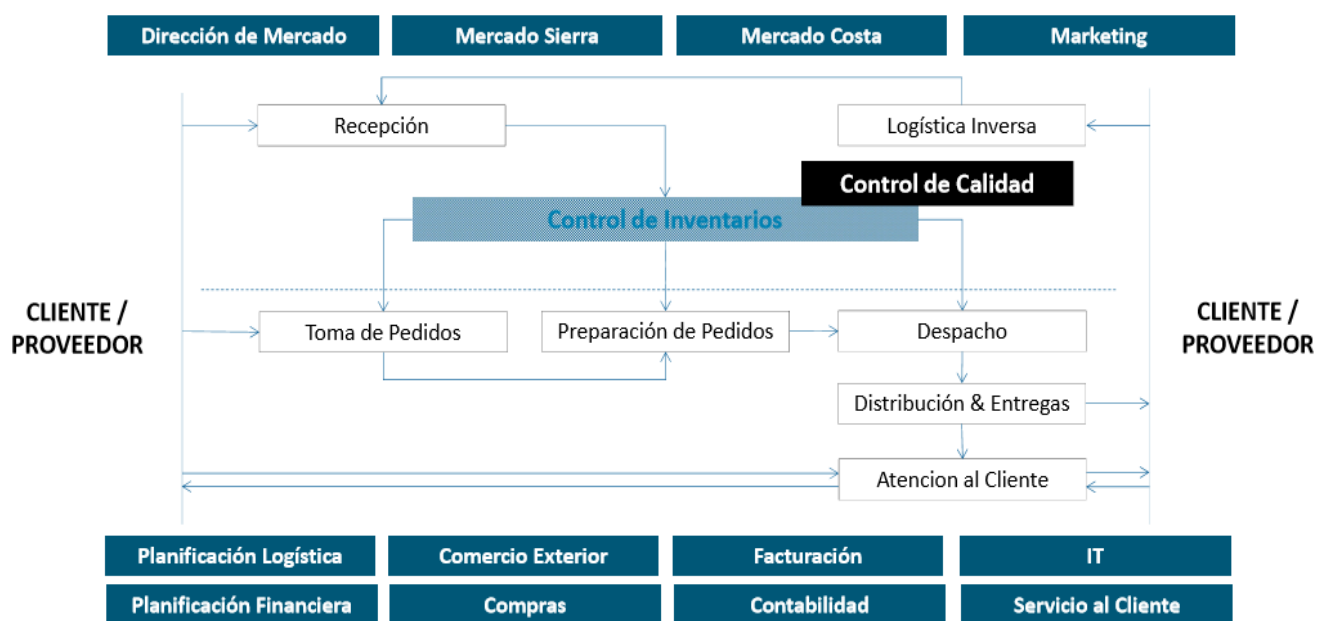 Dirección de Mercado
Mercado Sierra
Mercado Costa
Marketing
Recepción
Logística Inversa
Control de Calidad
Control de Inventarios
CLIENTE /
PROVEEDOR
Toma de Pedidos
Preparación de Pedidos
Despacho
CLIENTE /
PROVEEDOR
Distribución & Entregas
Atencion al Cliente
Planificación Logística
Comercio Exterior
Facturación
IT
Planificación Financiera
Compras
Contabilidad
Servicio al Cliente